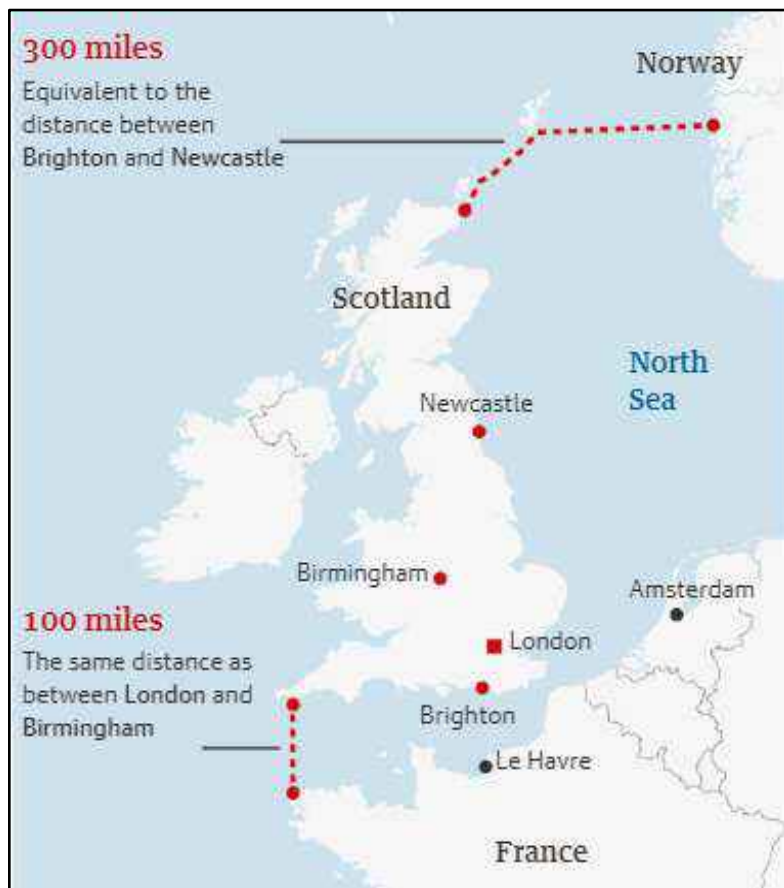 300 miles
Equivalent to the
distance between
Brighton and Newcastle
Norway
Scotland
North
Sea
Newcastle
Birmingham
Amsterdam
100 miles
The same distance as
between London and
Birmingham
London
Brighton
Le Havre
France